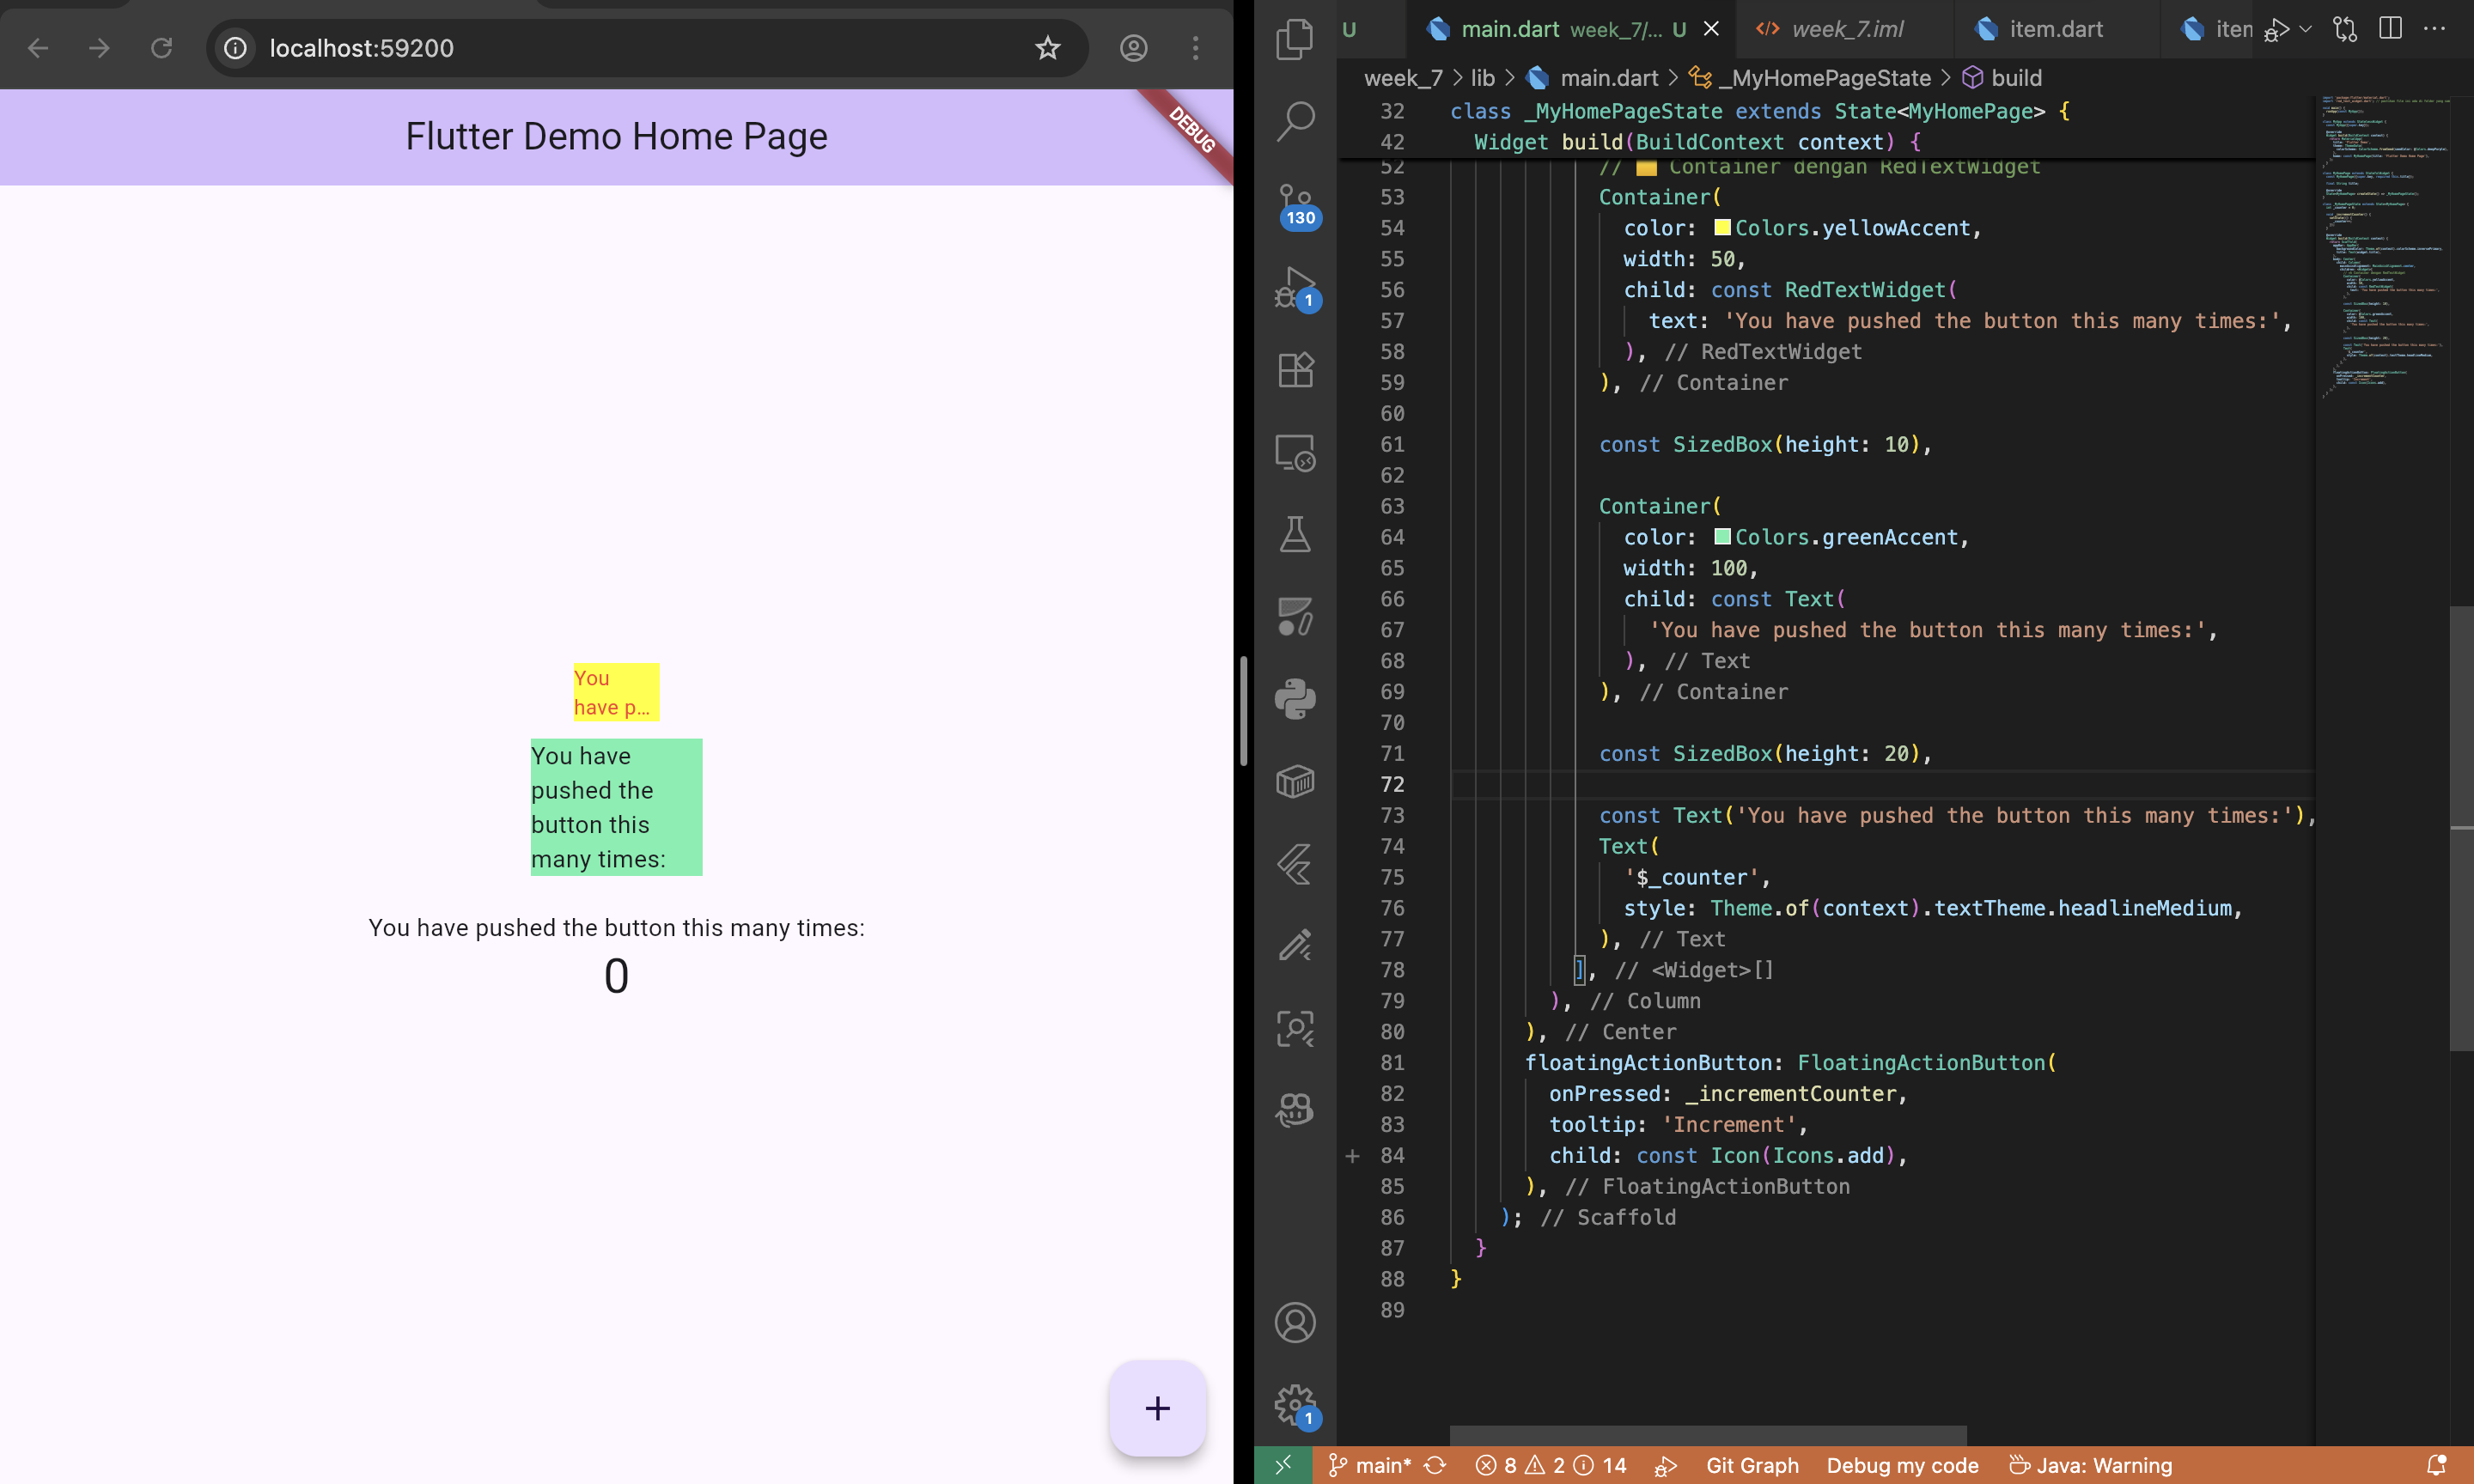 localhost:59200
Flutter Demo Home Page
DEBUG
You
have p...
You have
pushed the
button this
many times:
You have pushed the button this many times:
0
+
U
main.dart week_7/... U
week_7.iml
item.dart
iten
week_7 > lib > main.dart > _MyHomePageState > build
32 class _MyHomePageState extends State<MyHomePage> {
42 Widget build(BuildContext context) {
52 // 🟨 Container dengan RedTextWidget
53 Container(
54 color: Colors.yellowAccent,
55 width: 50,
56 child: const RedTextWidget(
57 text: 'You have pushed the button this many times:',
58 ), // RedTextWidget
59 ), // Container
60
61 const SizedBox(height: 10),
62
63 Container(
64 color: Colors.greenAccent,
65 width: 100,
66 child: const Text(
67 'You have pushed the button this many times:',
68 ), // Text
69 ), // Container
70
71 const SizedBox(height: 20),
72
73 const Text('You have pushed the button this many times:'),
74 Text(
75 '$_counter',
76 style: Theme.of(context).textTheme.headlineMedium,
77 ), // Text
78 ], // <Widget>[]
79 ), // Column
80 ), // Center
81 floatingActionButton: FloatingActionButton(
82 onPressed: _incrementCounter,
83 tooltip: 'Increment',
84 child: const Icon(Icons.add),
85 ), // FloatingActionButton
86 ); // Scaffold
87 }
88 }
89
130
1
1
main* 8 2 14 Git Graph Debug my code Java: Warning